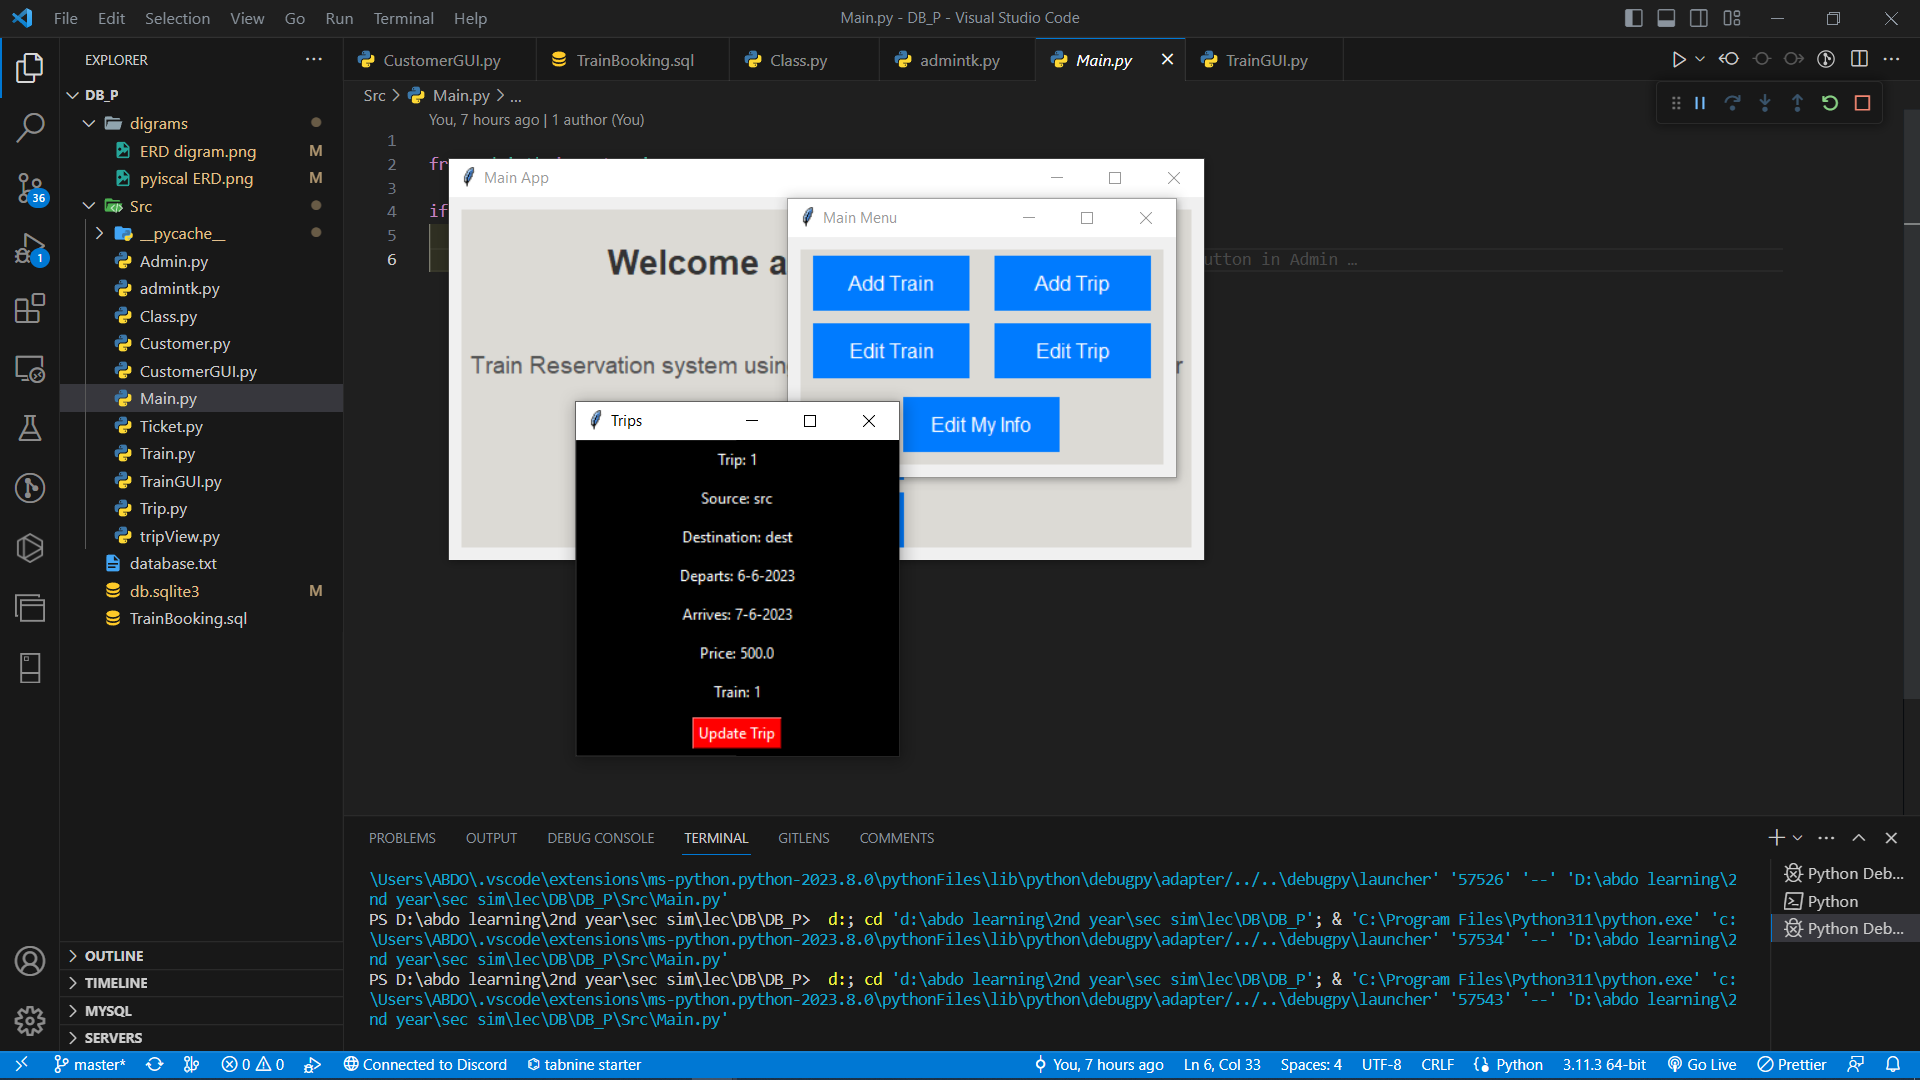 File Edit Selection View Go Run Terminal Help
Main.py - DB_P - Visual Studio Code
EXPLORER
DB_P
digrams
ERD digram.png M
pyiscal ERD.png M
Src
__pycache__
Admin.py
admintk.py
Class.py
Customer.py
CustomerGUI.py
Main.py
Ticket.py
Train.py
TrainGUI.py
Trip.py
tripView.py
database.txt
db.sqlite3 M
TrainBooking.sql
OUTLINE
TIMELINE
MYSQL
SERVERS
36
1
CustomerGUI.py TrainBooking.sql Class.py admintk.py Main.py TrainGUI.py
Src > Main.py > ...
You, 7 hours ago | 1 author (You)
1
2
3
4 if
5
6
utton in Admin …
Main App
Welcome a
Train Reservation system usin
r
Main Menu
Add Train Add Trip
Edit Train Edit Trip
Edit My Info
Trips
Trip: 1
Source: src
Destination: dest
Departs: 6-6-2023
Arrives: 7-6-2023
Price: 500.0
Train: 1
Update Trip
PROBLEMS OUTPUT DEBUG CONSOLE TERMINAL GITLENS COMMENTS
\Users\ABDO\.vscode\extensions\ms-python.python-2023.8.0\pythonFiles\lib\python\debugpy\adapter/../..\debugpy\launcher' '57526' '--' 'D:\abdo learning\2
nd year\sec sim\lec\DB\DB_P\Src\Main.py'
PS D:\abdo learning\2nd year\sec sim\lec\DB\DB_P>  d:; cd 'd:\abdo learning\2nd year\sec sim\lec\DB\DB_P'; & 'C:\Program Files\Python311\python.exe' 'c:
\Users\ABDO\.vscode\extensions\ms-python.python-2023.8.0\pythonFiles\lib\python\debugpy\adapter/../..\debugpy\launcher' '57534' '--' 'D:\abdo learning\2
nd year\sec sim\lec\DB\DB_P\Src\Main.py'
PS D:\abdo learning\2nd year\sec sim\lec\DB\DB_P>  d:; cd 'd:\abdo learning\2nd year\sec sim\lec\DB\DB_P'; & 'C:\Program Files\Python311\python.exe' 'c:
\Users\ABDO\.vscode\extensions\ms-python.python-2023.8.0\pythonFiles\lib\python\debugpy\adapter/../..\debugpy\launcher' '57543' '--' 'D:\abdo learning\2
nd year\sec sim\lec\DB\DB_P\Src\Main.py'
Python Deb...
Python
Python Deb...
master* 0 0 Connected to Discord tabnine starter You, 7 hours ago Ln 6, Col 33 Spaces: 4 UTF-8 CRLF Python 3.11.3 64-bit Go Live Prettier